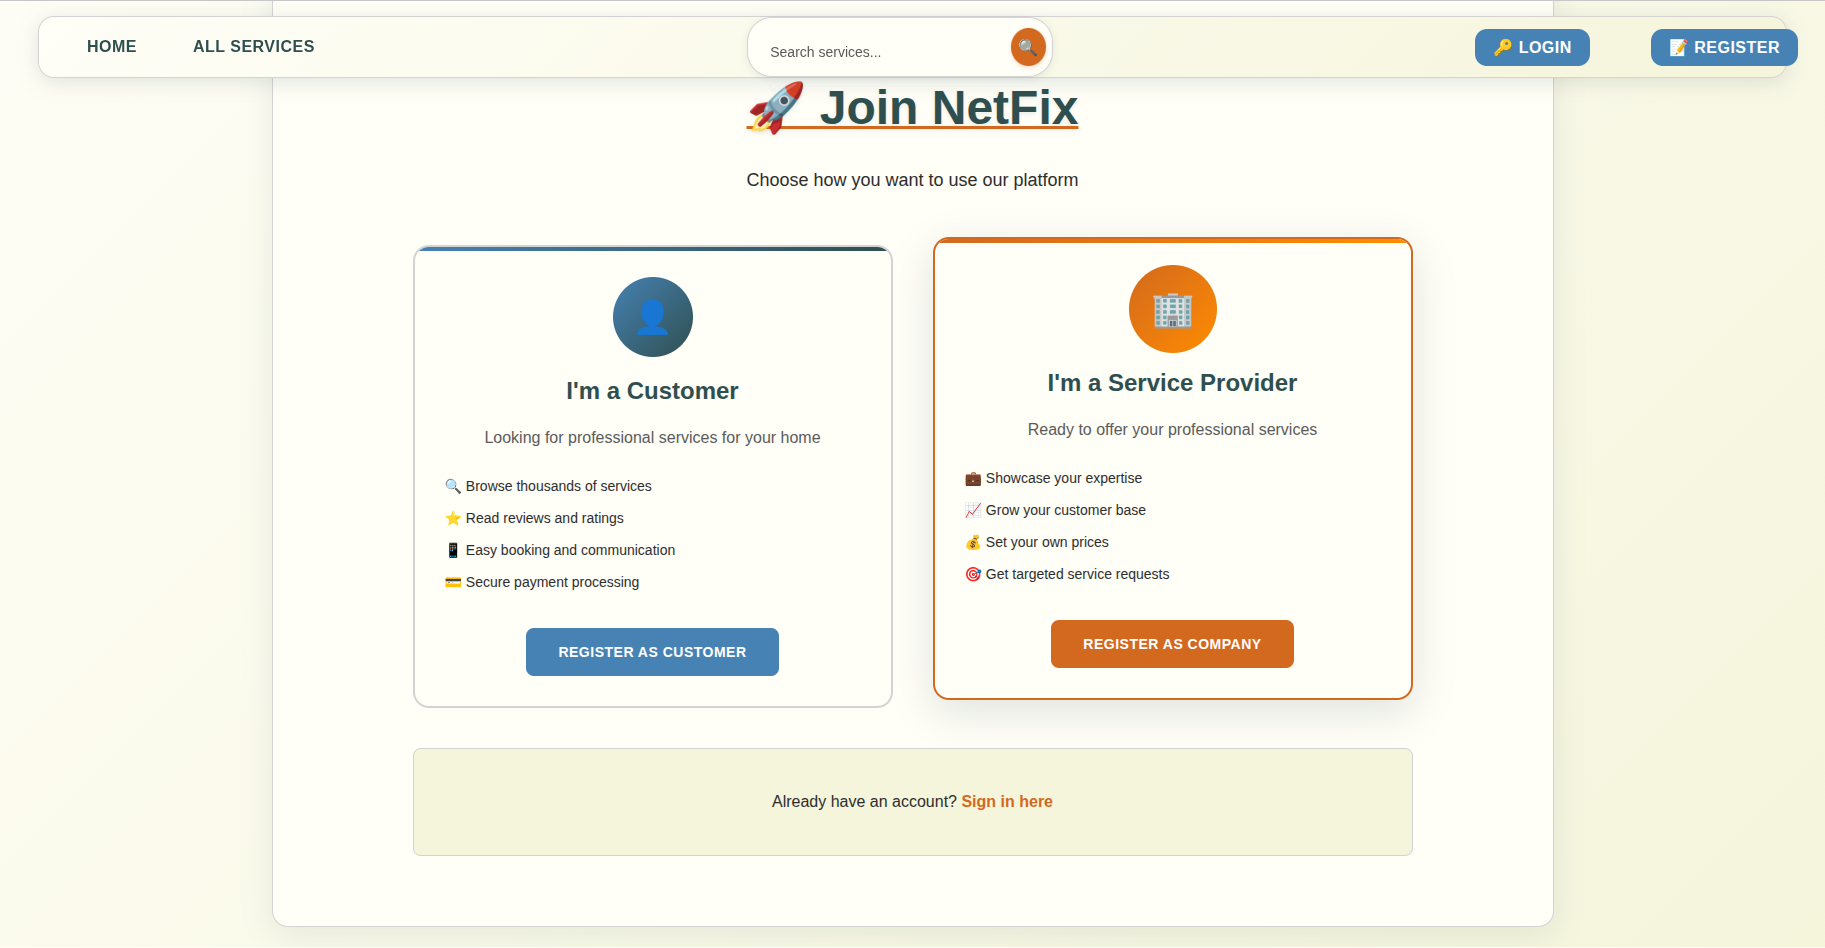 HOME
ALL SERVICES
Search services...
🔍
🔑 LOGIN
📝 REGISTER
🚀 Join NetFix
Choose how you want to use our platform
👤
I'm a Customer
Looking for professional services for your home
🔍 Browse thousands of services
⭐ Read reviews and ratings
📱 Easy booking and communication
💳 Secure payment processing
REGISTER AS CUSTOMER
🏢
I'm a Service Provider
Ready to offer your professional services
💼 Showcase your expertise
📈 Grow your customer base
💰 Set your own prices
🎯 Get targeted service requests
REGISTER AS COMPANY
Already have an account? Sign in here